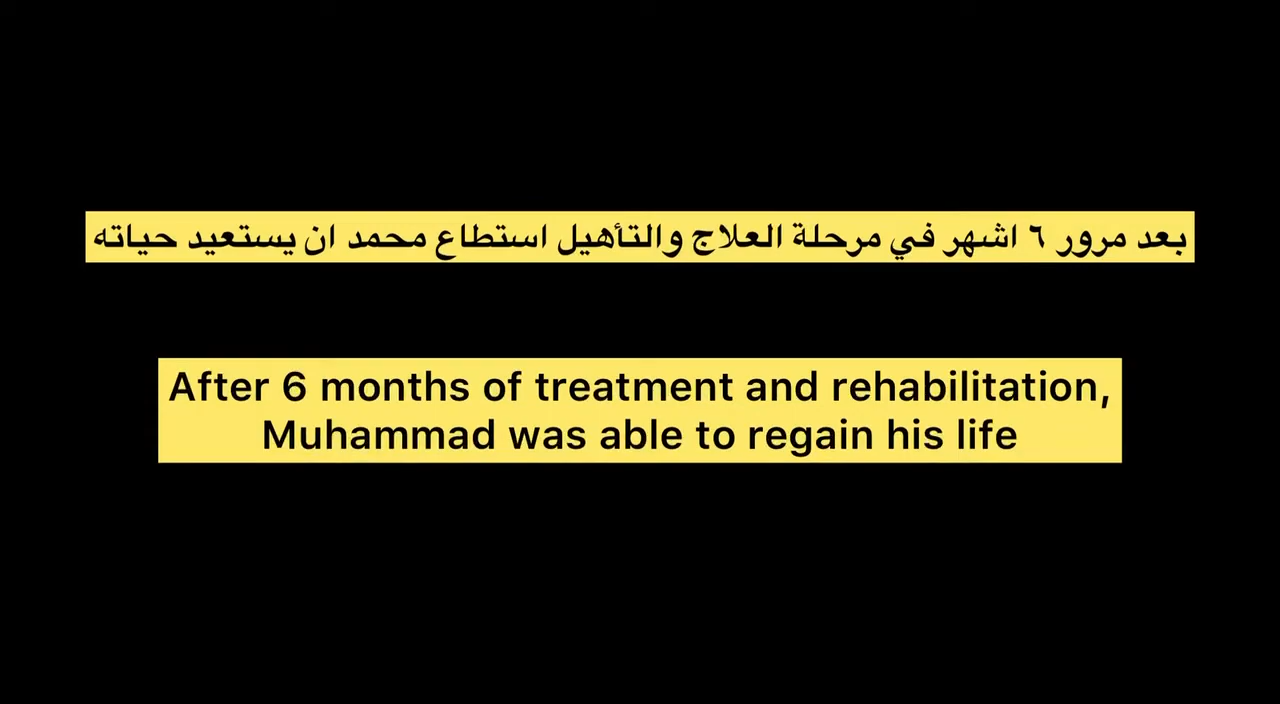 بعد مرور ٦ اشهر في مرحلة العلاج والتأهيل استطاع محمد ان يستعيد حياته
After 6 months of treatment and rehabilitation,
Muhammad was able to regain his life